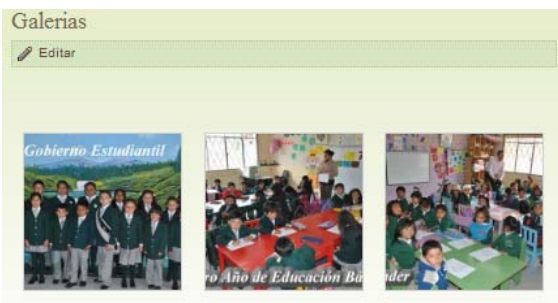 Galerias
Editar
Gobierno Estudiantil
ro Año de Educación Bá
nder